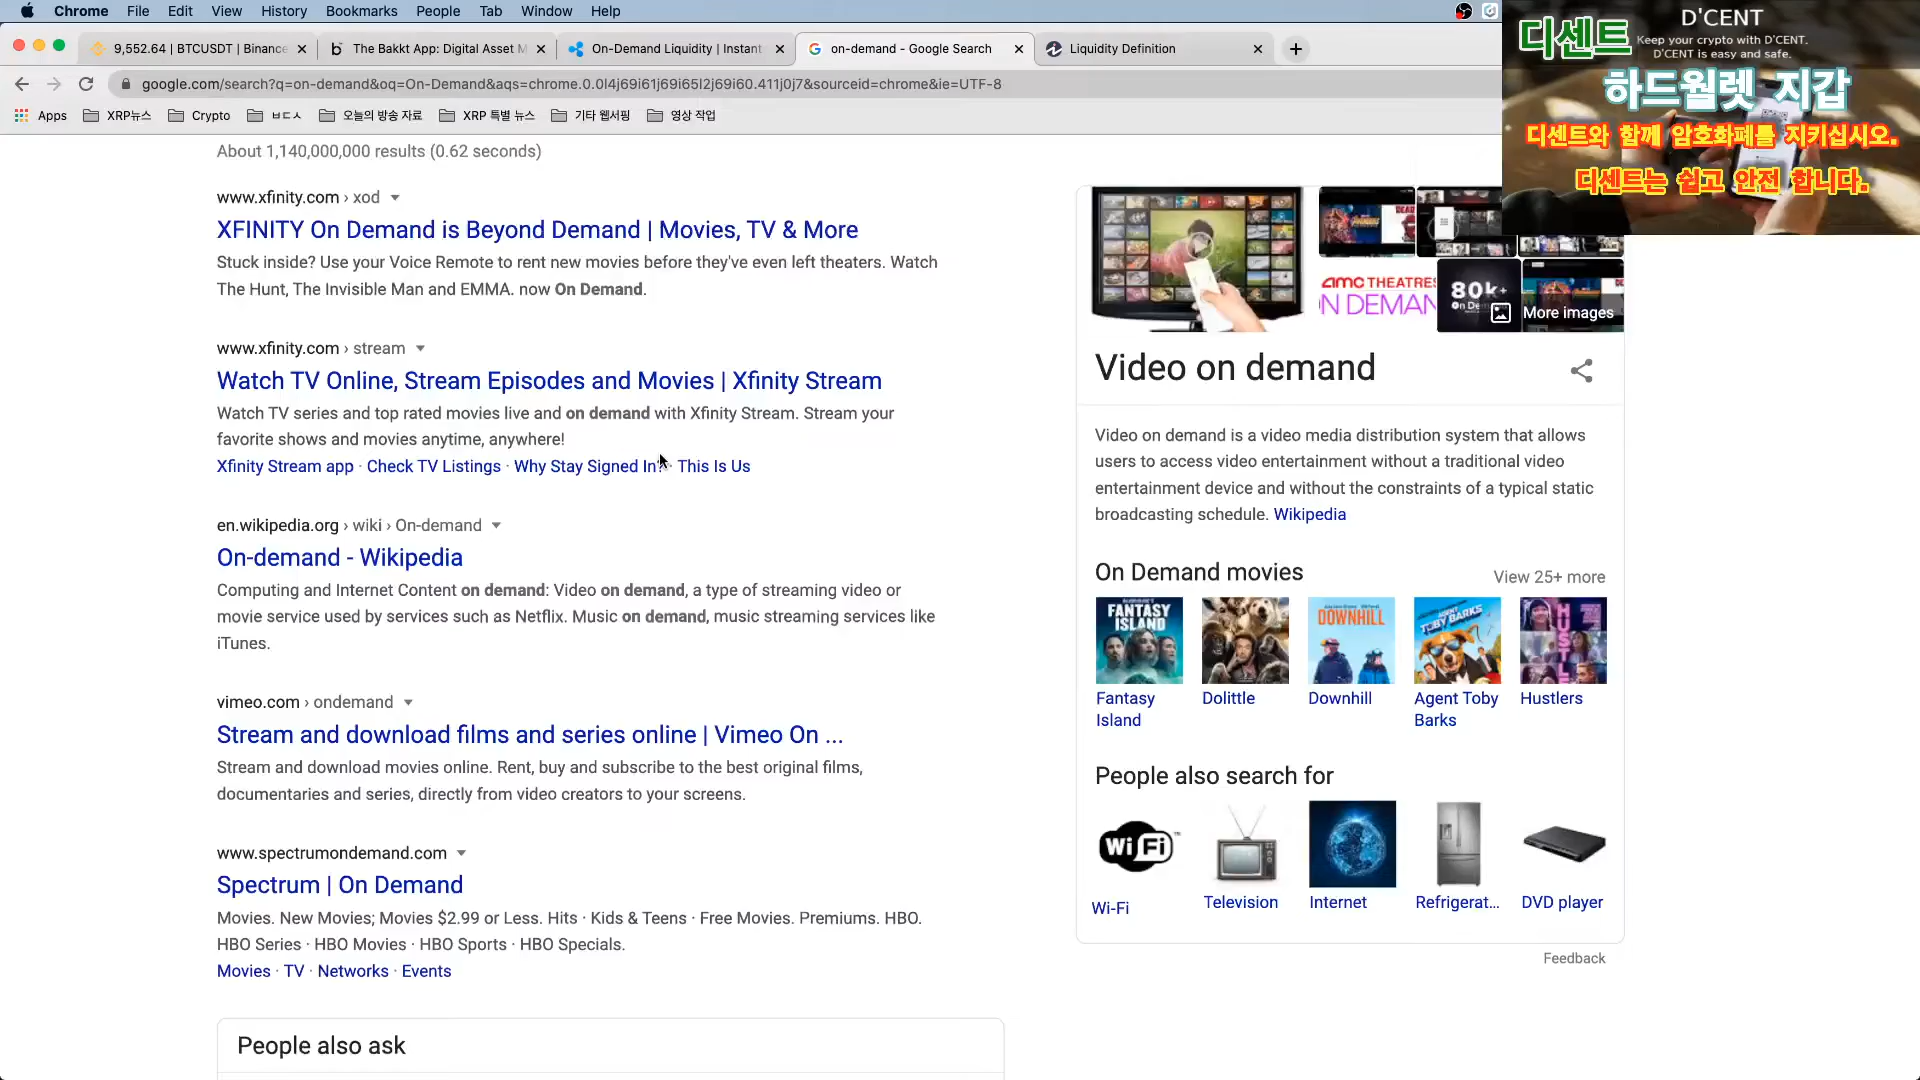 Chrome File Edit View History Bookmarks People Tab Window Help
9,552.64 | BTCUSDT | Binance
The Bakkt App: Digital Asset M
On-Demand Liquidity | Instant
on-demand - Google Search
Liquidity Definition
google.com/search?q=on-demand&oq=On-Demand&aqs=chrome.0.0l4j69i61j69i65l2j69i60.411j0j7&sourceid=chrome&ie=UTF-8
Apps XRP뉴스 Crypto ㅂㄷㅅ 오늘의 방송 자료 XRP 특별 뉴스 기타 웹서핑 영상 작업
디센트
D'CENT
Keep your crypto with D'CENT.
D'CENT is easy and safe.
하드월렛 지갑
디센트와 함께 암호화폐를 지키십시오.
디센트는 쉽고 안전 합니다.
About 1,140,000,000 results (0.62 seconds)
www.xfinity.com › xod
XFINITY On Demand is Beyond Demand | Movies, TV & More
Stuck inside? Use your Voice Remote to rent new movies before they've even left theaters. Watch
The Hunt, The Invisible Man and EMMA. now On Demand.
www.xfinity.com › stream
Watch TV Online, Stream Episodes and Movies | Xfinity Stream
Watch TV series and top rated movies live and on demand with Xfinity Stream. Stream your
favorite shows and movies anytime, anywhere!
Xfinity Stream app · Check TV Listings · Why Stay Signed In? · This Is Us
en.wikipedia.org › wiki › On-demand
On-demand - Wikipedia
Computing and Internet Content on demand: Video on demand, a type of streaming video or
movie service used by services such as Netflix. Music on demand, music streaming services like
iTunes.
vimeo.com › ondemand
Stream and download films and series online | Vimeo On ...
Stream and download movies online. Rent, buy and subscribe to the best original films,
documentaries and series, directly from video creators to your screens.
www.spectrumondemand.com
Spectrum | On Demand
Movies. New Movies; Movies $2.99 or Less. Hits · Kids & Teens · Free Movies. Premiums. HBO.
HBO Series · HBO Movies · HBO Sports · HBO Specials.
Movies · TV · Networks · Events
People also ask
AMC THEATRES
ON DEMAN
80k+
More images
Video on demand
Video on demand is a video media distribution system that allows
users to access video entertainment without a traditional video
entertainment device and without the constraints of a typical static
broadcasting schedule. Wikipedia
On Demand movies
View 25+ more
FANTASY
ISLAND
DOWNHILL
AGENT
TOBY BARKS
HUSTLE
Fantasy
Island
Dolittle
Downhill
Agent Toby
Barks
Hustlers
People also search for
Wi Fi
Wi-Fi
Television
Internet
Refrigerat...
DVD player
Feedback